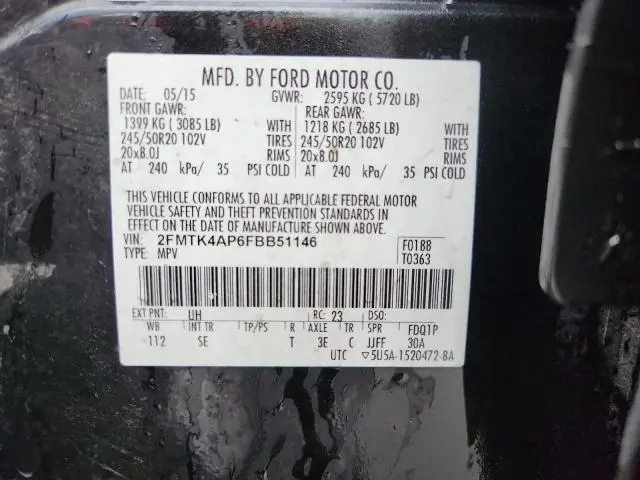 MFD. BY FORD MOTOR CO.
DATE: 05/15 GVWR: 2595 KG ( 5720 LB)
FRONT GAWR: REAR GAWR:
1399 KG ( 3085 LB) WITH 1218 KG ( 2685 LB) WITH
245/50R20 102V TIRES 245/50R20 102V TIRES
20x8.0J RIMS 20x8.0J RIMS
AT 240 kPa/ 35 PSI COLD AT 240 kPa/ 35 PSI COLD
THIS VEHICLE CONFORMS TO ALL APPLICABLE FEDERAL MOTOR
VEHICLE SAFETY AND THEFT PREVENTION STANDARDS IN
EFFECT ON THE DATE OF MANUFACTURE SHOWN ABOVE.
VIN: 2FMTK4AP6FBB51146 F0188
TYPE: MPV T0363
EXT PNT: UH RC: 23 DSO:
WB INT TR TP/PS R AXLE TR SPR FDQ1P
112 SE T 3E C JJFF 30A
UTC ▽5U5A-1520472-BA